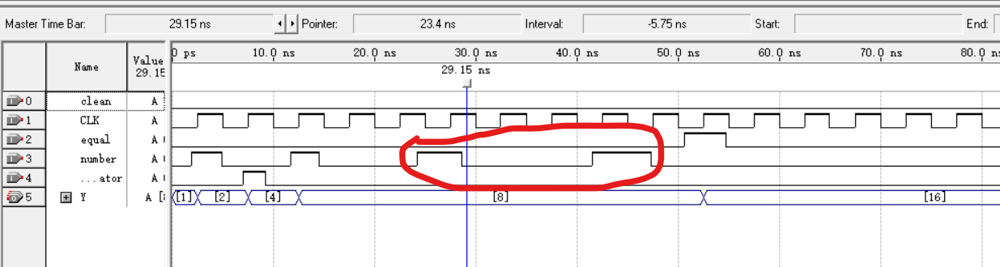 Master Time Bar: 29.15 ns Pointer: 23.4 ns Interval: -5.75 ns Start: End:
Name Value 29.15
0 ps 10.0 ns 20.0 ns 30.0 ns 40.0 ns 50.0 ns 60.0 ns 70.0 ns 80.0 ns
29.15 ns
0 clean A
1 CLK A
2 equal A
3 number A
4 ...ator A
5 Y A [ [1] [2] [4] [8] [16]